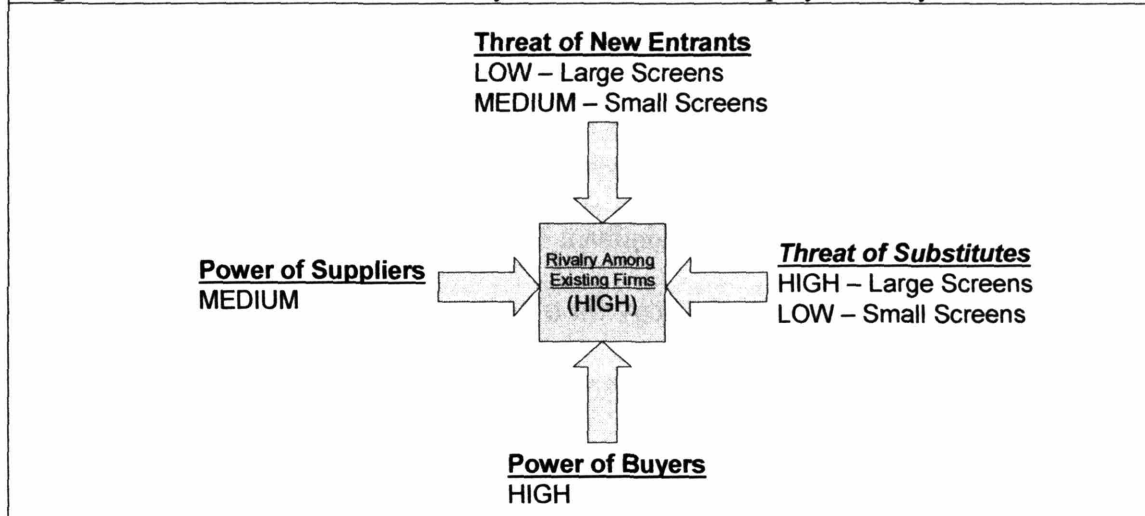 Threat of New Entrants
LOW – Large Screens
MEDIUM – Small Screens
Power of Suppliers
MEDIUM
Rivalry Among
Existing Firms
(HIGH)
Threat of Substitutes
HIGH – Large Screens
LOW – Small Screens
Power of Buyers
HIGH